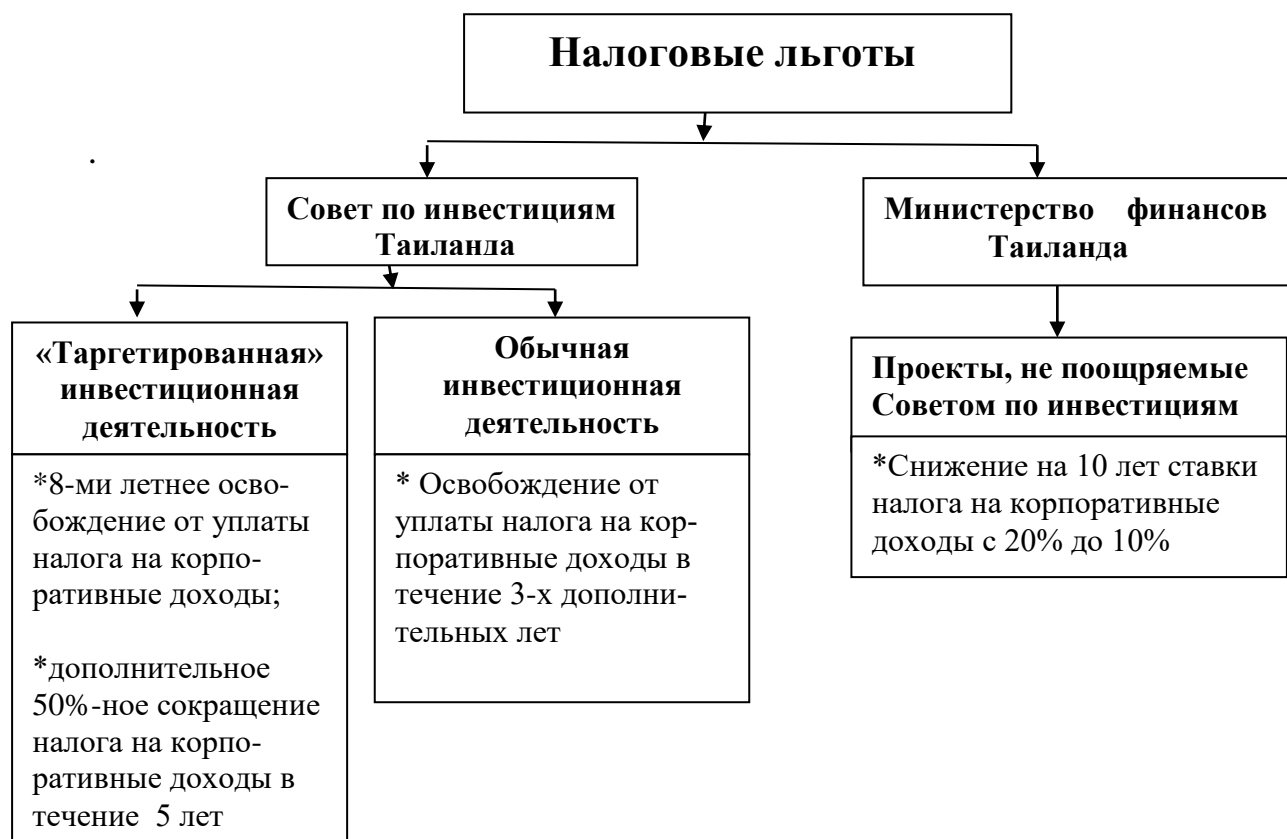 Налоговые льготы
.
Совет по инвестициям
Таиланда
Министерство финансов
Таиланда
«Таргетированная»
инвестиционная
деятельность
*8-ми летнее осво-
бождение от уплаты
налога на корпо-
ративные доходы;
*дополнительное
50%-ное сокращение
налога на корпо-
ративные доходы в
течение 5 лет
Обычная
инвестиционная
деятельность
* Освобождение от
уплаты налога на кор-
поративные доходы в
течение 3-х дополни-
тельных лет
Проекты, не поощряемые
Советом по инвестициям
*Снижение на 10 лет ставки
налога на корпоративные
доходы с 20% до 10%